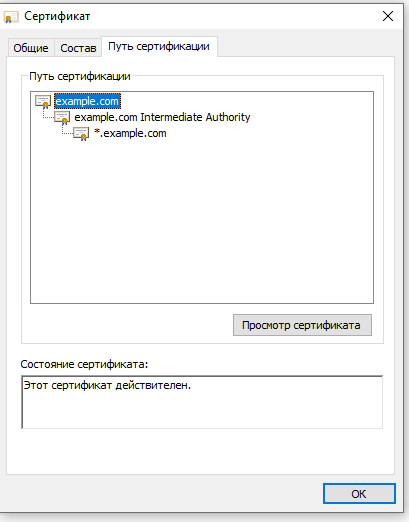 Сертификат
Общие Состав Путь сертификации
Путь сертификации
example.com
example.com Intermediate Authority
*.example.com
Просмотр сертификата
Состояние сертификата:
Этот сертификат действителен.
ОК